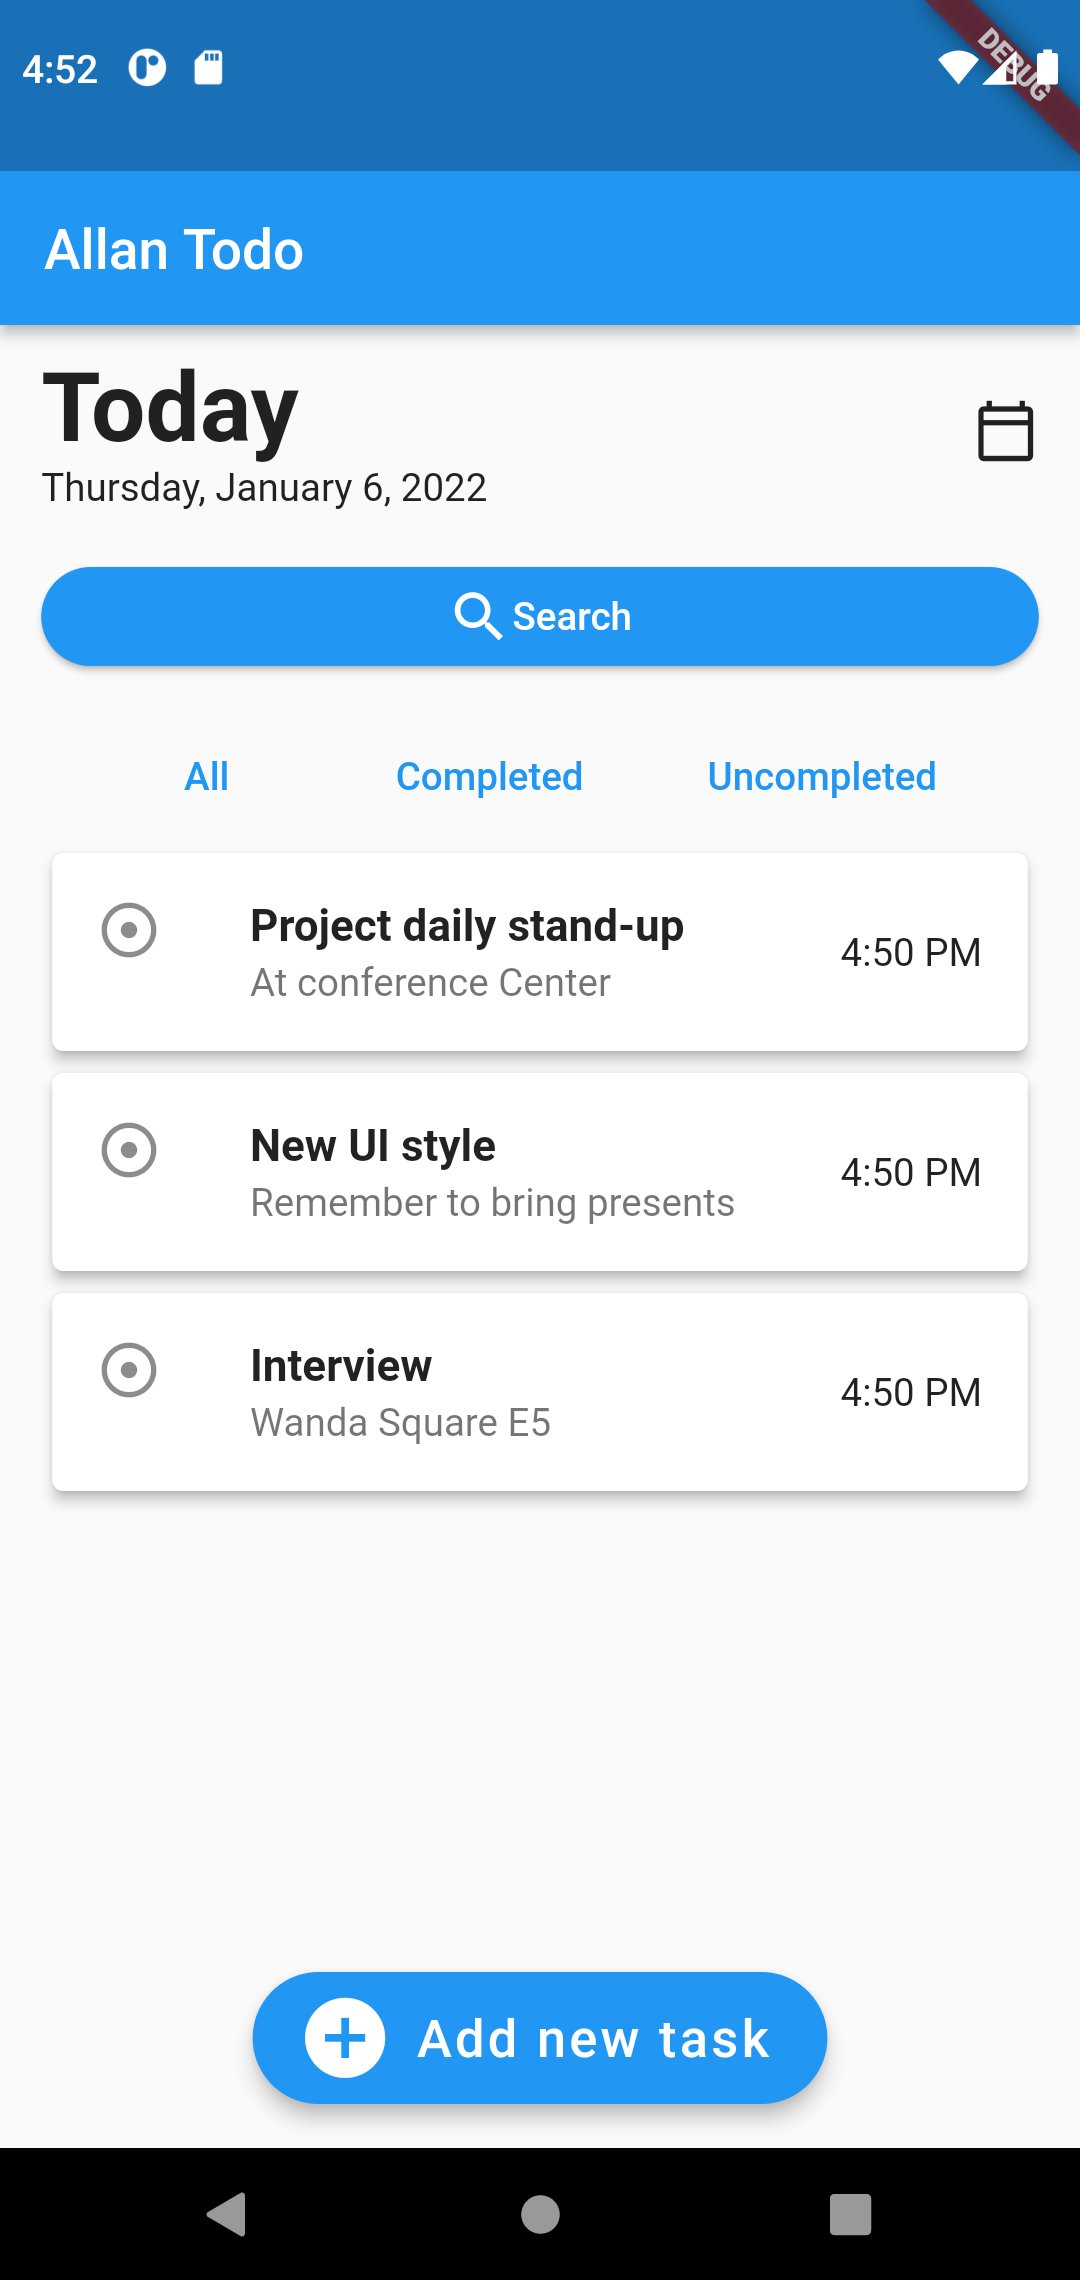 4:52
DEBUG
Allan Todo
Today
Thursday, January 6, 2022
Search
All Completed Uncompleted
Project daily stand-up
At conference Center
4:50 PM
New UI style
Remember to bring presents
4:50 PM
Interview
Wanda Square E5
4:50 PM
Add new task